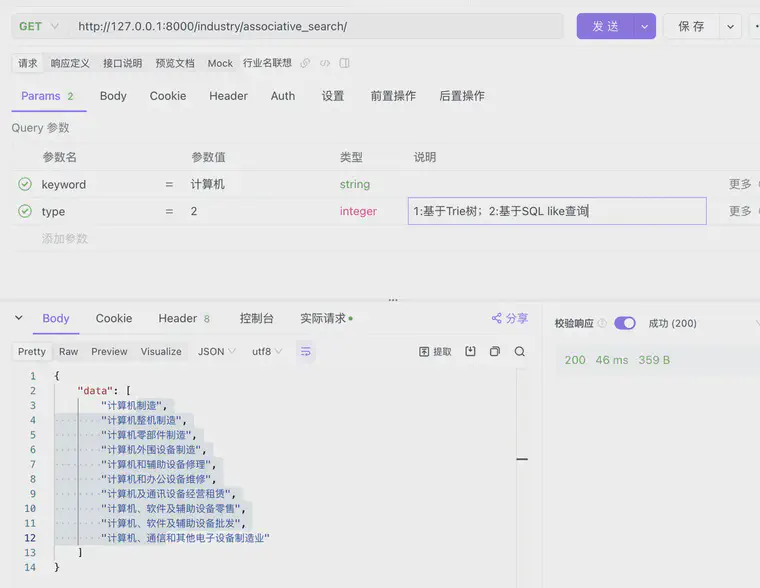 GET http://127.0.0.1:8000/industry/associative_search/ 发 送 保 存
请求 响应定义 接口说明 预览文档 Mock 行业名联想
Params 2 Body Cookie Header Auth 设置 前置操作 后置操作
Query 参数
参数名 参数值 类型 说明
keyword = 计算机 string 更多
type = 2 integer 1:基于Trie树；2:基于SQL like查询 更多
添加参数
Body Cookie Header 8 控制台 实际请求 分享 校验响应 成功 (200)
Pretty Raw Preview Visualize JSON utf8 提取 200 46 ms 359 B
1 {
2 "data": [
3 "计算机制造",
4 "计算机整机制造",
5 "计算机零部件制造",
6 "计算机外围设备制造",
7 "计算机和辅助设备修理",
8 "计算机和办公设备维修",
9 "计算机及通讯设备经营租赁",
10 "计算机、软件及辅助设备零售",
11 "计算机、软件及辅助设备批发",
12 "计算机、通信和其他电子设备制造业"
13 ]
14 }